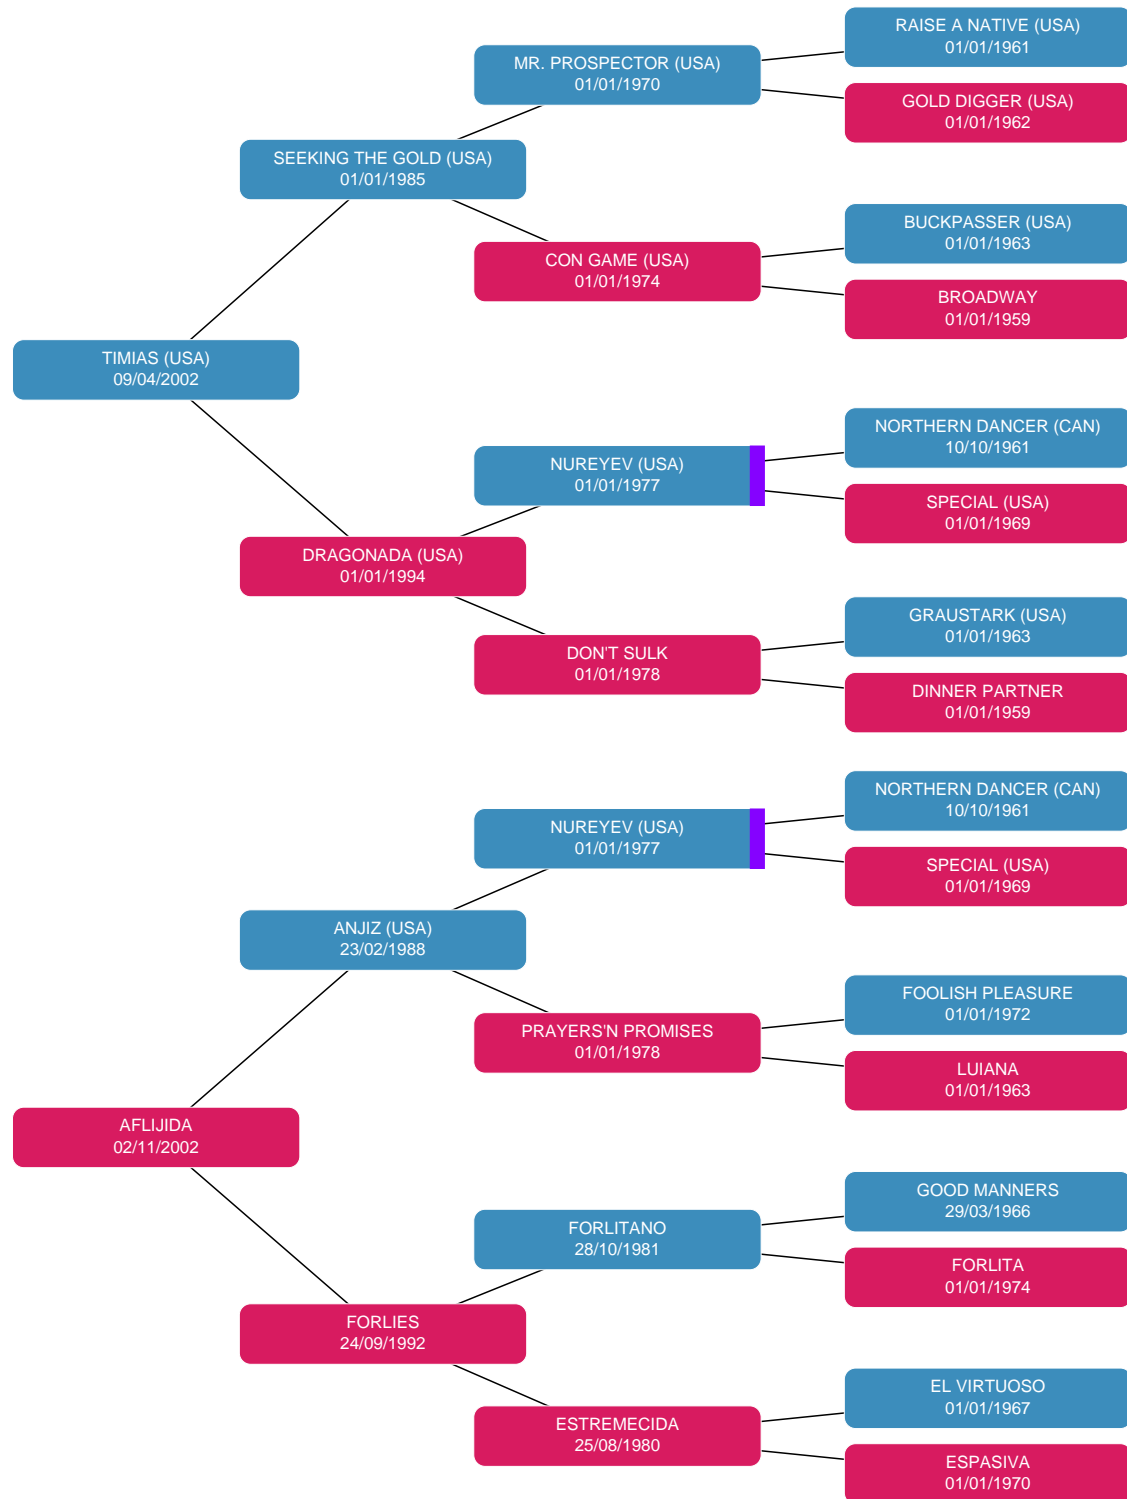 RAISE A NATIVE (USA)
01/01/1961
MR. PROSPECTOR (USA)
01/01/1970
GOLD DIGGER (USA)
01/01/1962
SEEKING THE GOLD (USA)
01/01/1985
BUCKPASSER (USA)
01/01/1963
CON GAME (USA)
01/01/1974
BROADWAY
01/01/1959
TIMIAS (USA)
09/04/2002
NORTHERN DANCER (CAN)
10/10/1961
NUREYEV (USA)
01/01/1977
SPECIAL (USA)
01/01/1969
DRAGONADA (USA)
01/01/1994
GRAUSTARK (USA)
01/01/1963
DON'T SULK
01/01/1978
DINNER PARTNER
01/01/1959
NORTHERN DANCER (CAN)
10/10/1961
NUREYEV (USA)
01/01/1977
SPECIAL (USA)
01/01/1969
ANJIZ (USA)
23/02/1988
FOOLISH PLEASURE
01/01/1972
PRAYERS'N PROMISES
01/01/1978
LUIANA
01/01/1963
AFLIJIDA
02/11/2002
GOOD MANNERS
29/03/1966
FORLITANO
28/10/1981
FORLITA
01/01/1974
FORLIES
24/09/1992
EL VIRTUOSO
01/01/1967
ESTREMECIDA
25/08/1980
ESPASIVA
01/01/1970